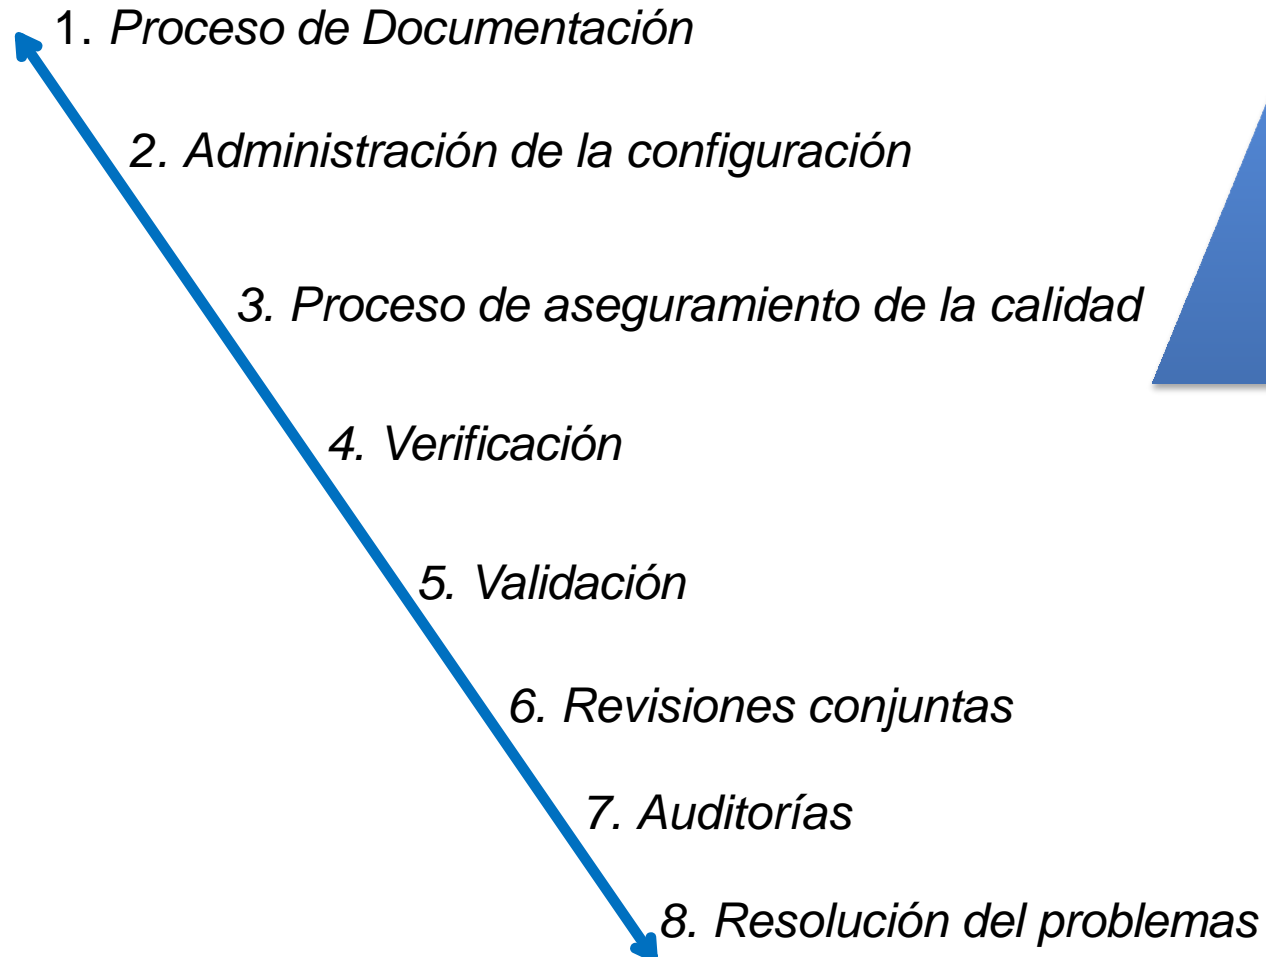 1. Proceso de Documentación
2. Administración de la configuración
3. Proceso de aseguramiento de la calidad
4. Verificación
5. Validación
6. Revisiones conjuntas
7. Auditorías
8. Resolución del problemas